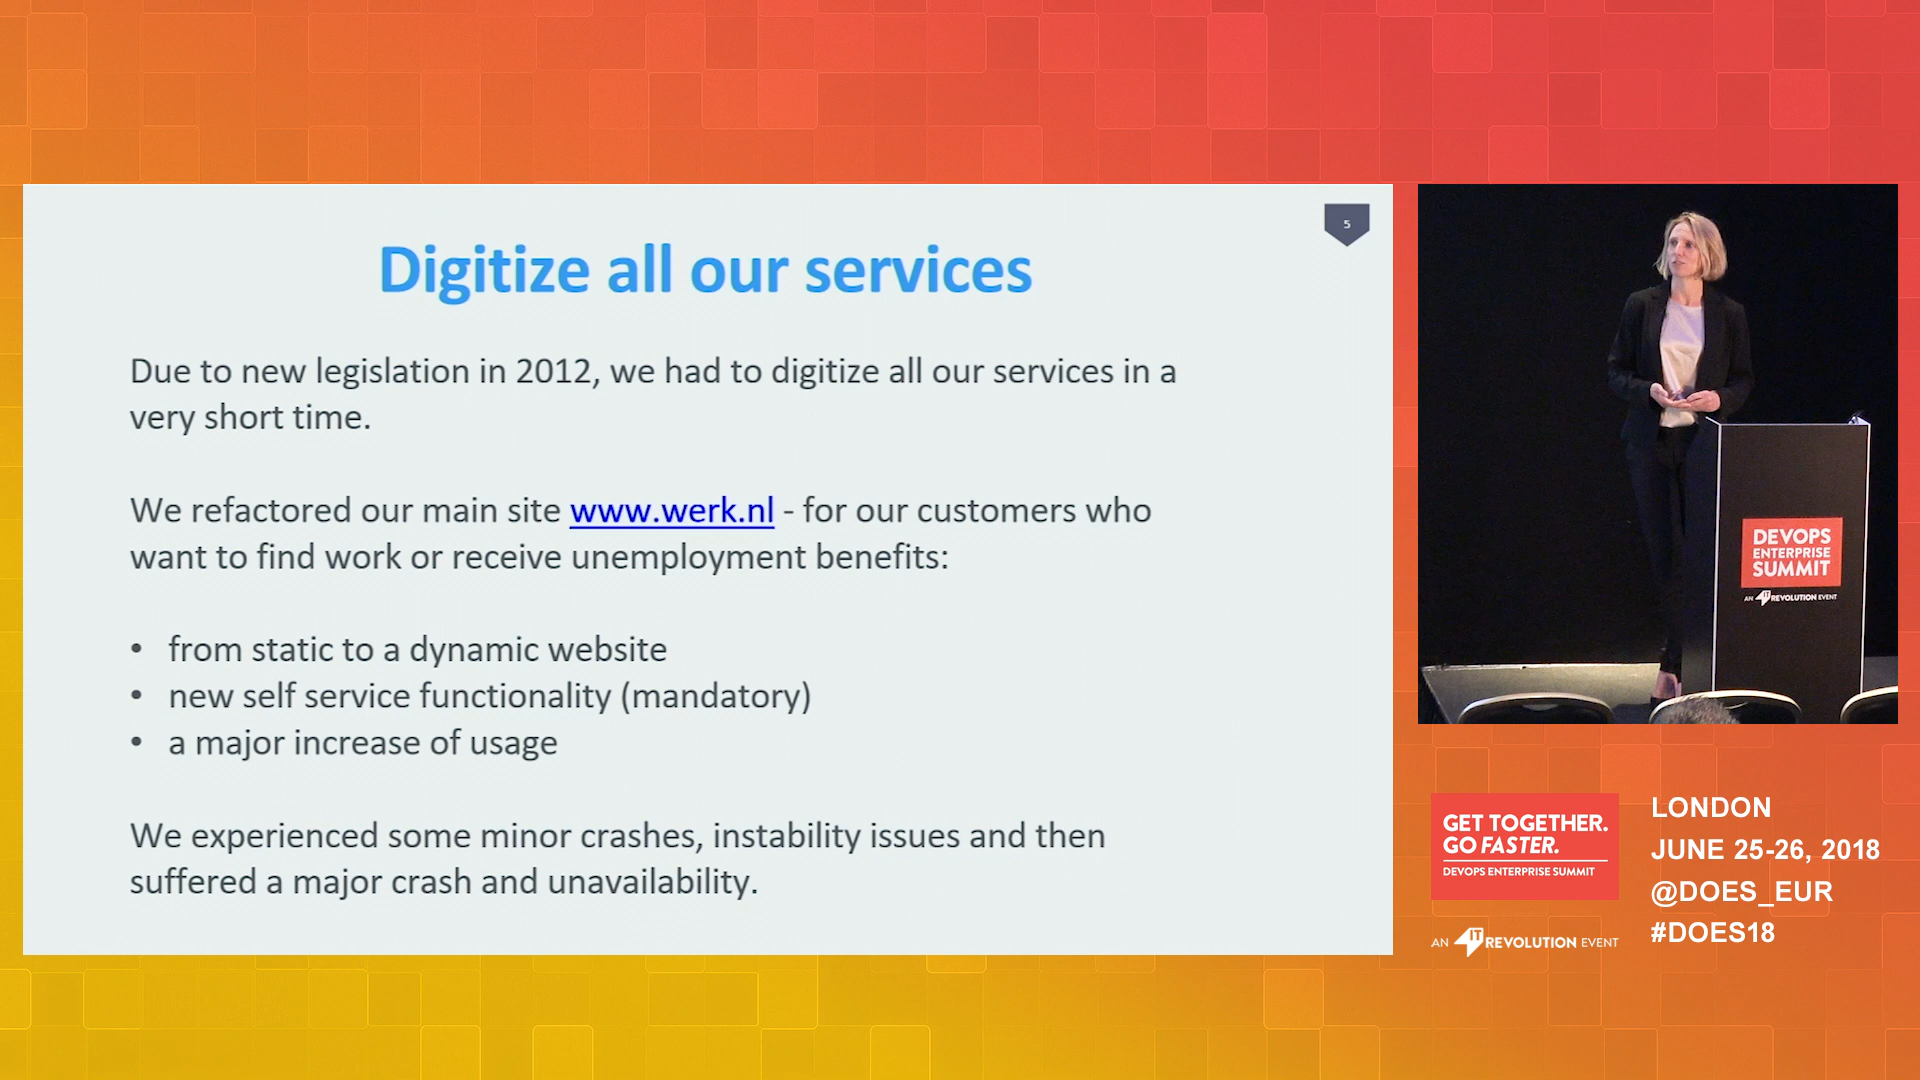 5
Digitize all our services
Due to new legislation in 2012, we had to digitize all our services in a
very short time.
We refactored our main site www.werk.nl - for our customers who
want to find work or receive unemployment benefits:
• from static to a dynamic website
• new self service functionality (mandatory)
• a major increase of usage
We experienced some minor crashes, instability issues and then
suffered a major crash and unavailability.
DEVOPS
ENTERPRISE
SUMMIT
AN IT REVOLUTION EVENT
GET TOGETHER.
GO FASTER.
DEVOPS ENTERPRISE SUMMIT
AN IT REVOLUTION EVENT
LONDON
JUNE 25-26, 2018
@DOES_EUR
#DOES18